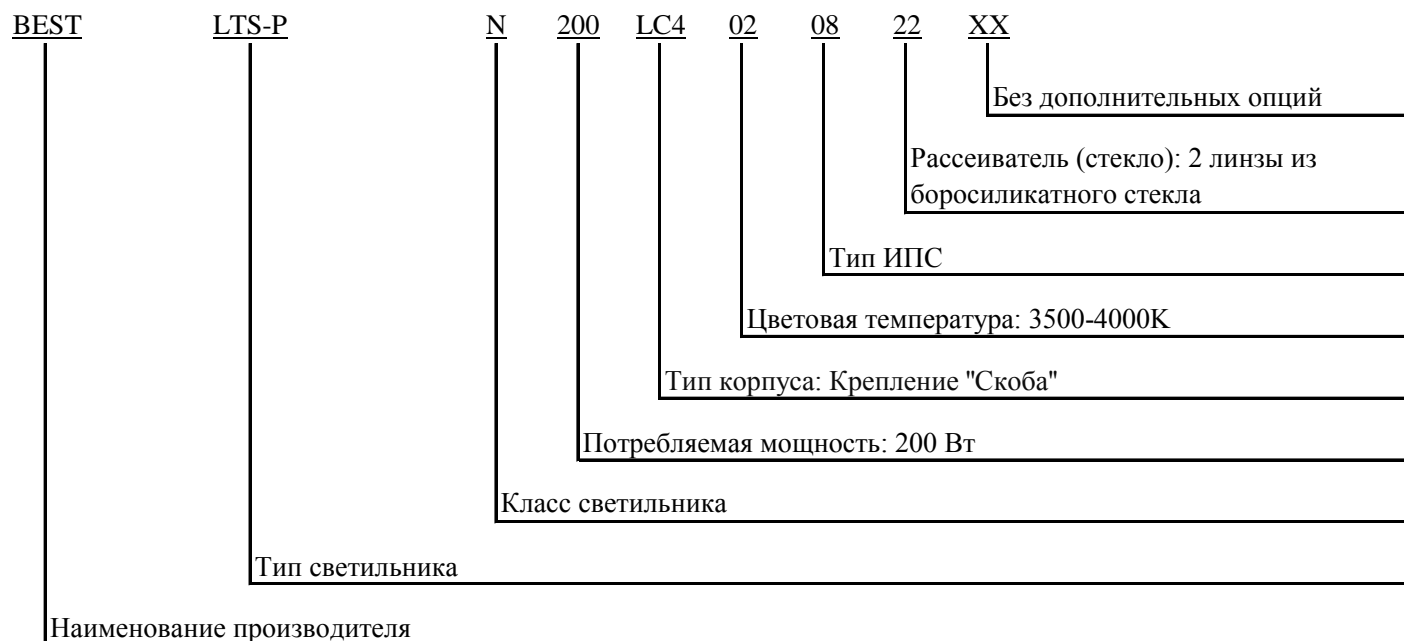 BEST LTS-P N 200 LC4 02 08 22 XX
Без дополнительных опций
Рассеиватель (стекло): 2 линзы из
боросиликатного стекла
Тип ИПС
Цветовая температура: 3500-4000K
Тип корпуса: Крепление "Скоба"
Потребляемая мощность: 200 Вт
Класс светильника
Тип светильника
Наименование производителя